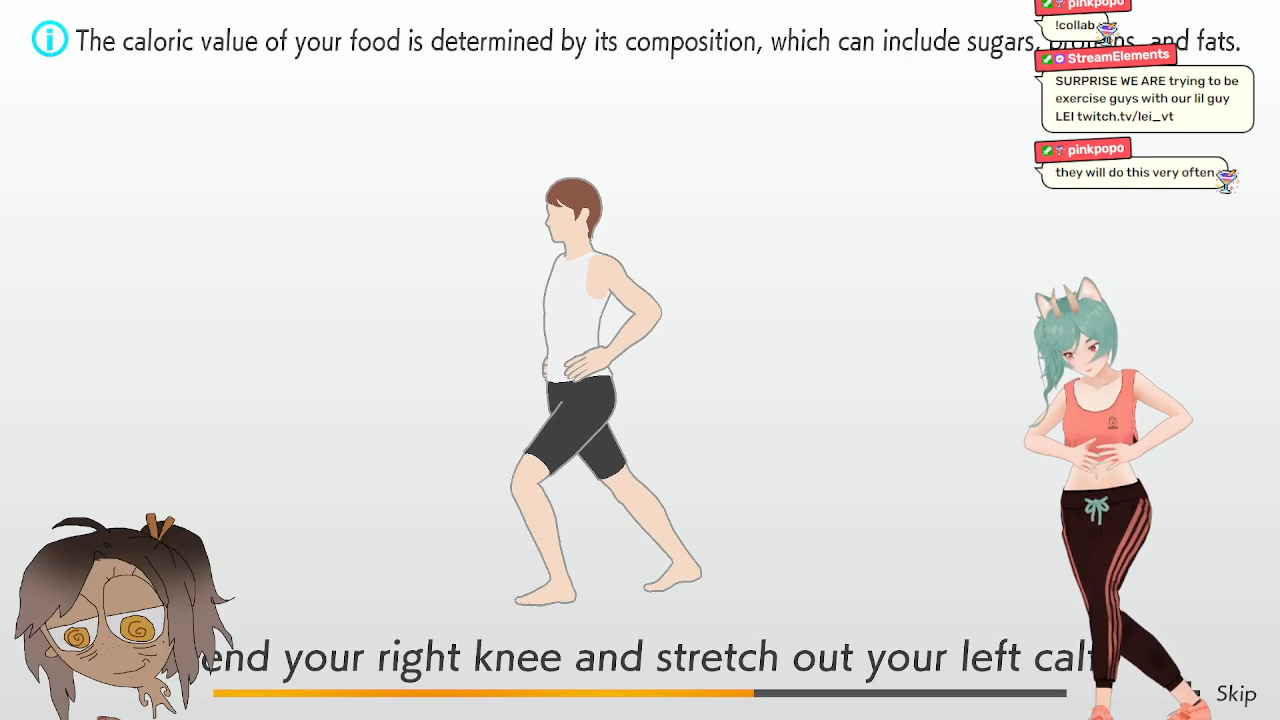 The caloric value of your food is determined by its composition, which can include sugars, proteins, and fats.
pinkpopo
!collab
StreamElements
SURPRISE WE ARE trying to be
exercise guys with our lil guy
LEI twitch.tv/lei_vt
pinkpopo
they will do this very often
end your right knee and stretch out your left calf
Skip